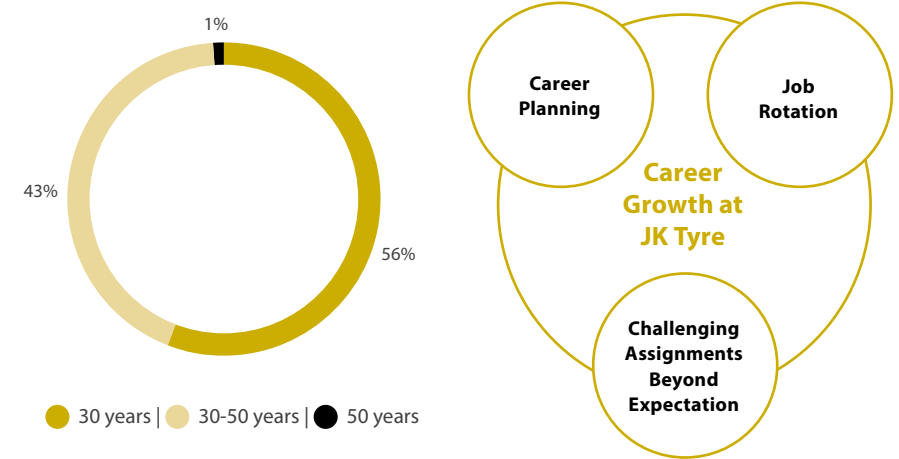 1%
43%
56%
30 years | 30-50 years | 50 years
Career
Planning
Job
Rotation
Career
Growth at
JK Tyre
Challenging
Assignments
Beyond
Expectation